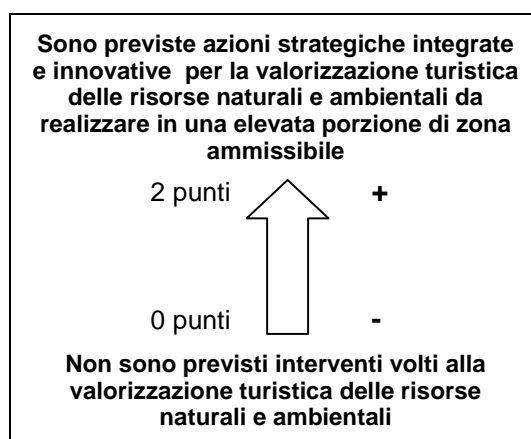 Sono previste azioni strategiche integrate
e innovative per la valorizzazione turistica
delle risorse naturali e ambientali da
realizzare in una elevata porzione di zona
ammissibile
2 punti +
0 punti -
Non sono previsti interventi volti alla
valorizzazione turistica delle risorse
naturali e ambientali